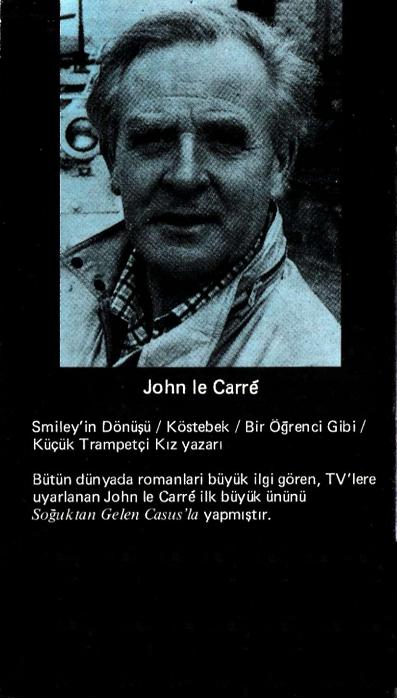 John le Carré
Smiley'in Dönüşü / Köstebek / Bir Öğrenci Gibi /
Küçük Trampetçi Kız yazarı
Bütün dünyada romanlari büyük ilgi gören, TV'lere
uyarlanan John le Carré ilk büyük ününü
Soğuktan Gelen Casus'la yapmıştır.